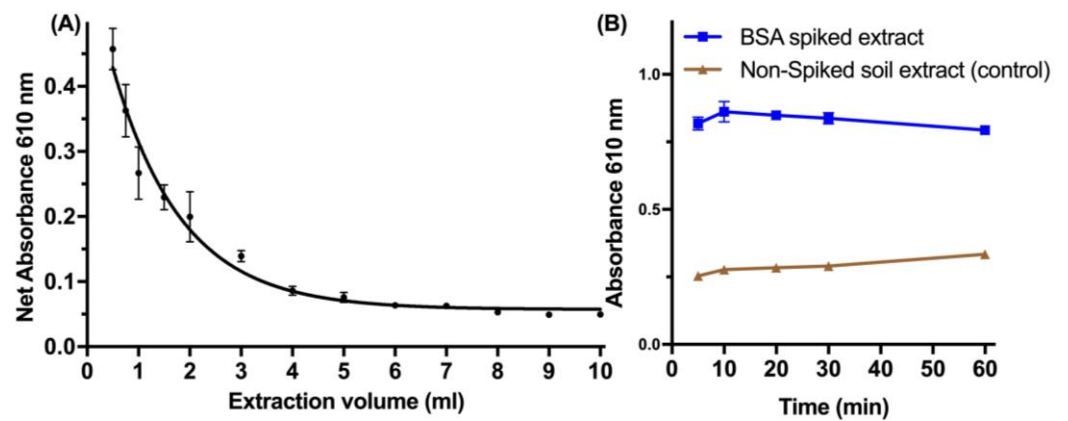 (A)
Net Absorbance 610 nm
0.4
0.3
0.2
0.1
0.0
0 1 2 3 4 5 6 7 8 9 10
Extraction volume (ml)
(B)
BSA spiked extract
Non-Spiked soil extract (control)
Absorbance 610 nm
1.0
0.5
0.0
0 10 20 30 40 50 60
Time (min)